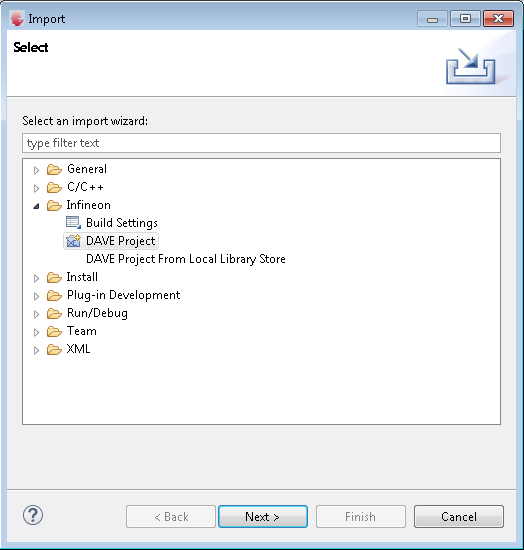 Import
Select
Select an import wizard:
type filter text
General
C/C++
Infineon
Build Settings
DAVE Project
DAVE Project From Local Library Store
Install
Plug-in Development
Run/Debug
Team
XML
?
< Back
Next >
Finish
Cancel